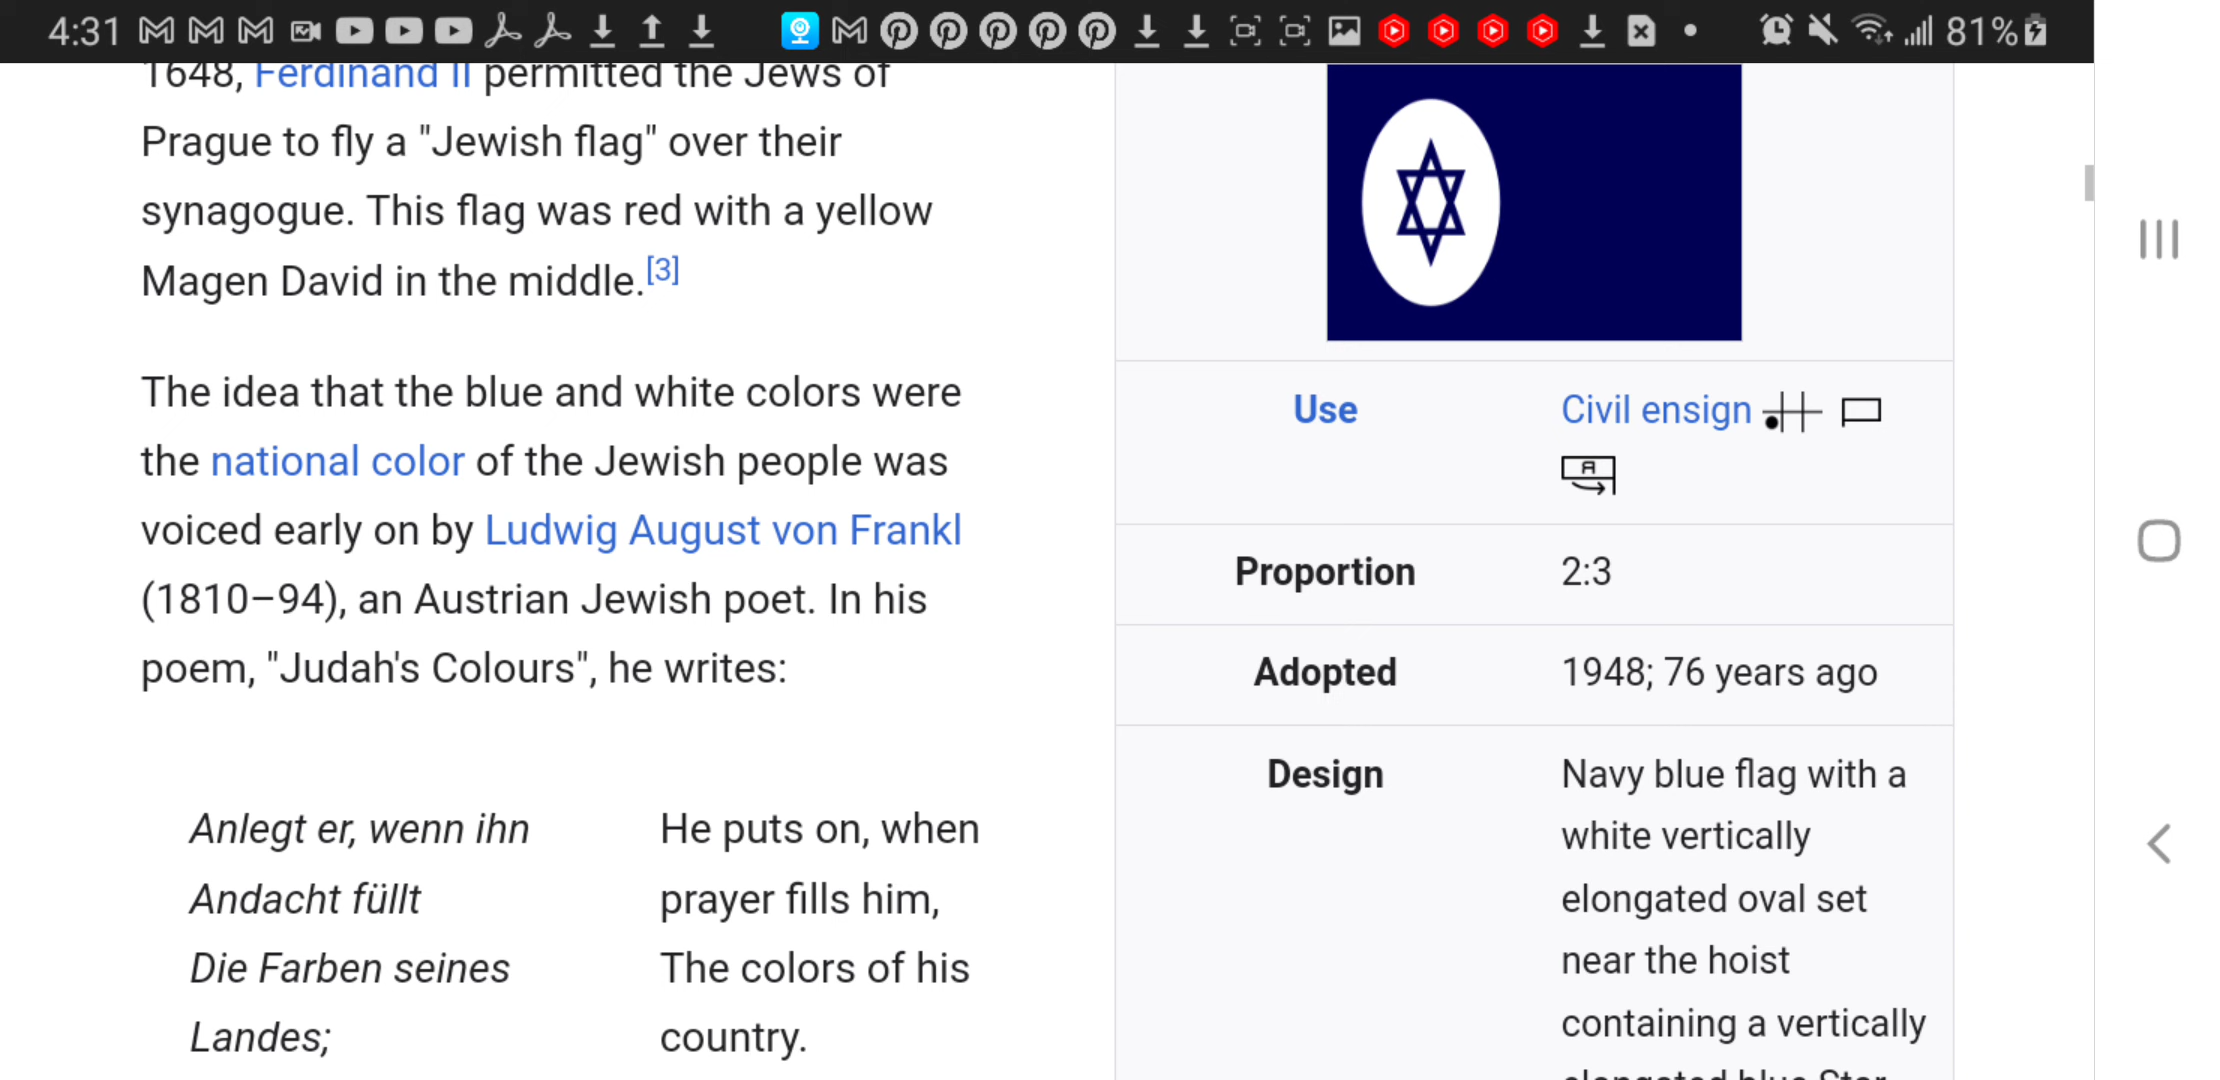 4:31
81%
1648, Ferdinand II permitted the Jews of
Prague to fly a "Jewish flag" over their
synagogue. This flag was red with a yellow
Magen David in the middle.[3]
The idea that the blue and white colors were
the national color of the Jewish people was
voiced early on by Ludwig August von Frankl
(1810–94), an Austrian Jewish poet. In his
poem, "Judah's Colours", he writes:
Anlegt er, wenn ihn
Andacht füllt
Die Farben seines
Landes;
He puts on, when
prayer fills him,
The colors of his
country.
Use
Civil ensign
A
Proportion
2:3
Adopted
1948; 76 years ago
Design
Navy blue flag with a
white vertically
elongated oval set
near the hoist
containing a vertically
elongated blue Star